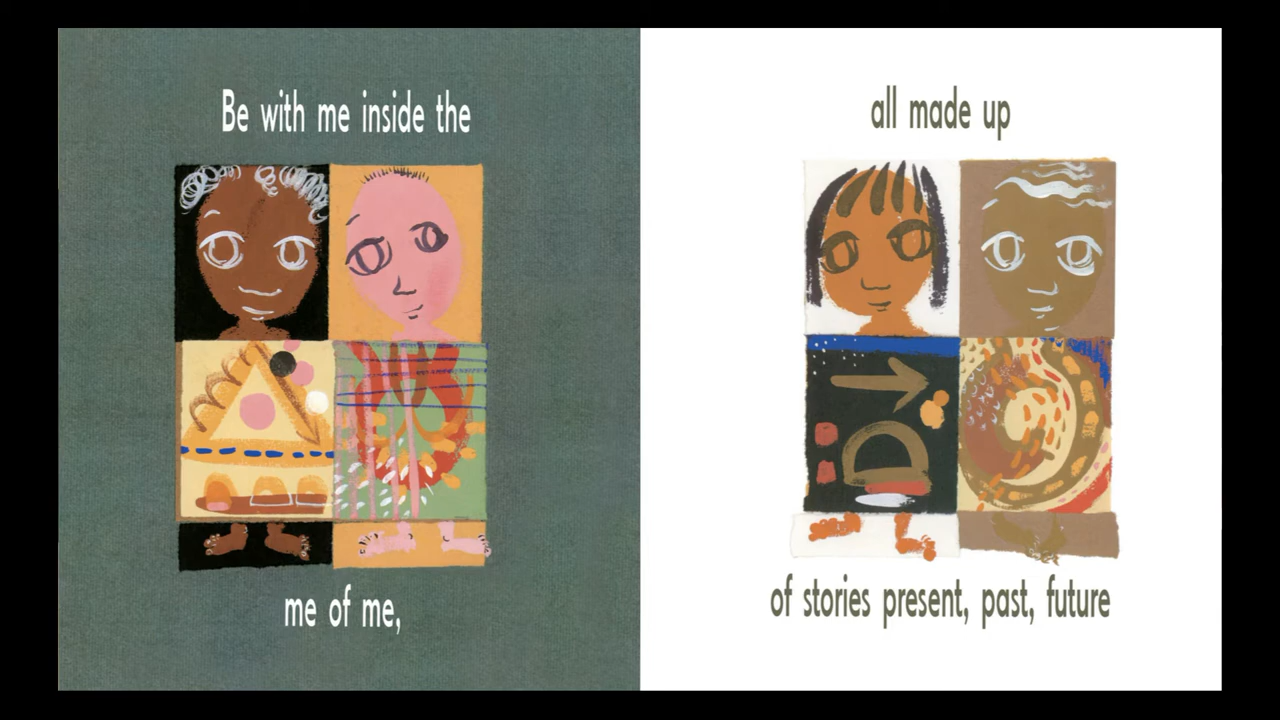 Be with me inside the
me of me,
all made up
of stories present, past, future